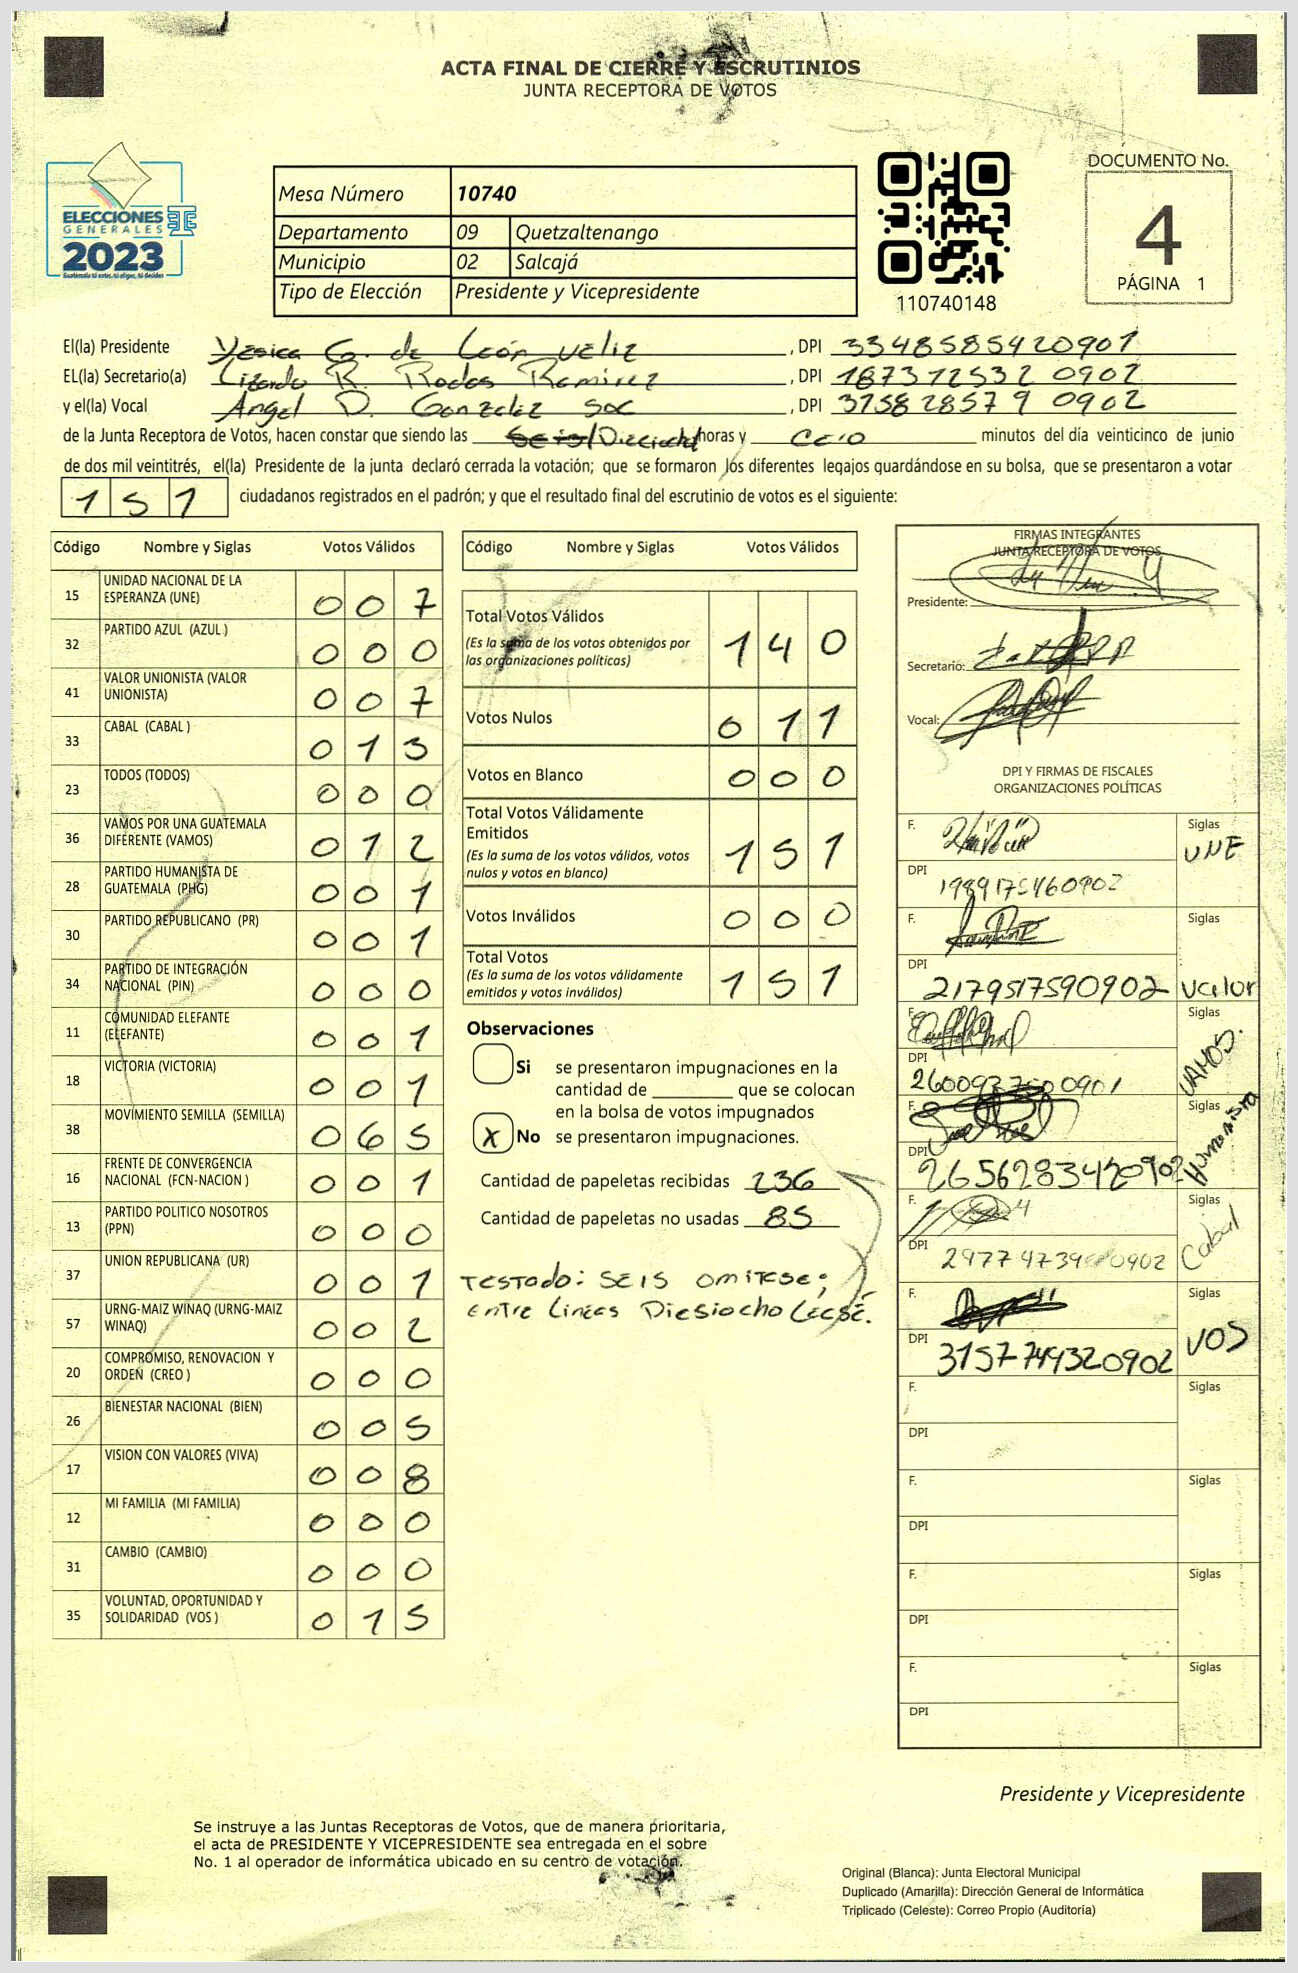 ACTA FINAL DE CIERRE Y ESCRUTINIOS
JUNTA RECEPTORA DE VOTOS
ELECCIONES
GENERALES
2023
Mesa Número 10740
Departamento 09 Quetzaltenango
Municipio 02 Salcajá
Tipo de Elección Presidente y Vicepresidente
110740148
DOCUMENTO No.
4
PÁGINA 1
El(la) Presidente Yesica G. de León veliz , DPI 3348585420901
EL(la) Secretario(a) Lizardo R. Rodas Ramirez , DPI 187312532 0902
y el(la) Vocal Angel D. Gonzalez soc , DPI 315828579 0902
de la Junta Receptora de Votos, hacen constar que siendo las Seis/Dieciocho horas y cero minutos del día veinticinco de junio
de dos mil veintitrés, el(la) Presidente de la junta declaró cerrada la votación; que se formaron los diferentes legajos guardándose en su bolsa, que se presentaron a votar
151 ciudadanos registrados en el padrón; y que el resultado final del escrutinio de votos es el siguiente:
Código Nombre y Siglas Votos Válidos
15 UNIDAD NACIONAL DE LA ESPERANZA (UNE) 0 0 7
32 PARTIDO AZUL (AZUL ) 0 0 0
41 VALOR UNIONISTA (VALOR UNIONISTA) 0 0 7
33 CABAL (CABAL ) 0 1 3
23 TODOS (TODOS) 0 0 0
36 VAMOS POR UNA GUATEMALA DIFERENTE (VAMOS) 0 1 2
28 PARTIDO HUMANISTA DE GUATEMALA (PHG) 0 0 1
30 PARTIDO REPUBLICANO (PR) 0 0 1
34 PARTIDO DE INTEGRACIÓN NACIONAL (PIN) 0 0 0
11 COMUNIDAD ELEFANTE (ELEFANTE) 0 0 1
18 VICTORIA (VICTORIA) 0 0 1
38 MOVIMIENTO SEMILLA (SEMILLA) 0 6 5
16 FRENTE DE CONVERGENCIA NACIONAL (FCN-NACION ) 0 0 1
13 PARTIDO POLITICO NOSOTROS (PPN) 0 0 0
37 UNION REPUBLICANA (UR) 0 0 1
57 URNG-MAIZ WINAQ (URNG-MAIZ WINAQ) 0 0 2
20 COMPROMISO, RENOVACION Y ORDEN (CREO ) 0 0 0
26 BIENESTAR NACIONAL (BIEN) 0 0 5
17 VISION CON VALORES (VIVA) 0 0 8
12 MI FAMILIA (MI FAMILIA) 0 0 0
31 CAMBIO (CAMBIO) 0 0 0
35 VOLUNTAD, OPORTUNIDAD Y SOLIDARIDAD (VOS ) 0 1 5
Código Nombre y Siglas Votos Válidos
Total Votos Válidos 1 4 0
(Es la suma de los votos obtenidos por
las organizaciones políticas)
Votos Nulos 0 1 1
Votos en Blanco 0 0 0
Total Votos Válidamente
Emitidos 1 5 1
(Es la suma de los votos válidos, votos
nulos y votos en blanco)
Votos Inválidos 0 0 0
Total Votos 1 5 1
(Es la suma de los votos válidamente
emitidos y votos inválidos)
Observaciones
Si se presentaron impugnaciones en la
cantidad de ________ que se colocan
en la bolsa de votos impugnados
X No se presentaron impugnaciones.
Cantidad de papeletas recibidas 236
Cantidad de papeletas no usadas 85
Testado: SEIS omitese;
entre lineas Diesiocho Lease.
FIRMAS INTEGRANTES
JUNTA RECEPTORA DE VOTOS
Presidente:
Secretario:
Vocal:
DPI Y FIRMAS DE FISCALES
ORGANIZACIONES POLÍTICAS
F. Siglas UNE
DPI 1989175460902
F. Siglas
DPI 2179517590902 valor
F. Siglas VAMOS.
DPI
F. Siglas Humanista
DPI 2656283420902
F. Siglas Cabal
DPI
F. Siglas VOS
DPI 3157744320902
F. Siglas
DPI
F. Siglas
DPI
F. Siglas
DPI
F. Siglas
DPI
Presidente y Vicepresidente
Se instruye a las Juntas Receptoras de Votos, que de manera prioritaria,
el acta de PRESIDENTE Y VICEPRESIDENTE sea entregada en el sobre
No. 1 al operador de informática ubicado en su centro de votación.
Original (Blanca): Junta Electoral Municipal
Duplicado (Amarilla): Dirección General de Informática
Triplicado (Celeste): Correo Propio (Auditoría)